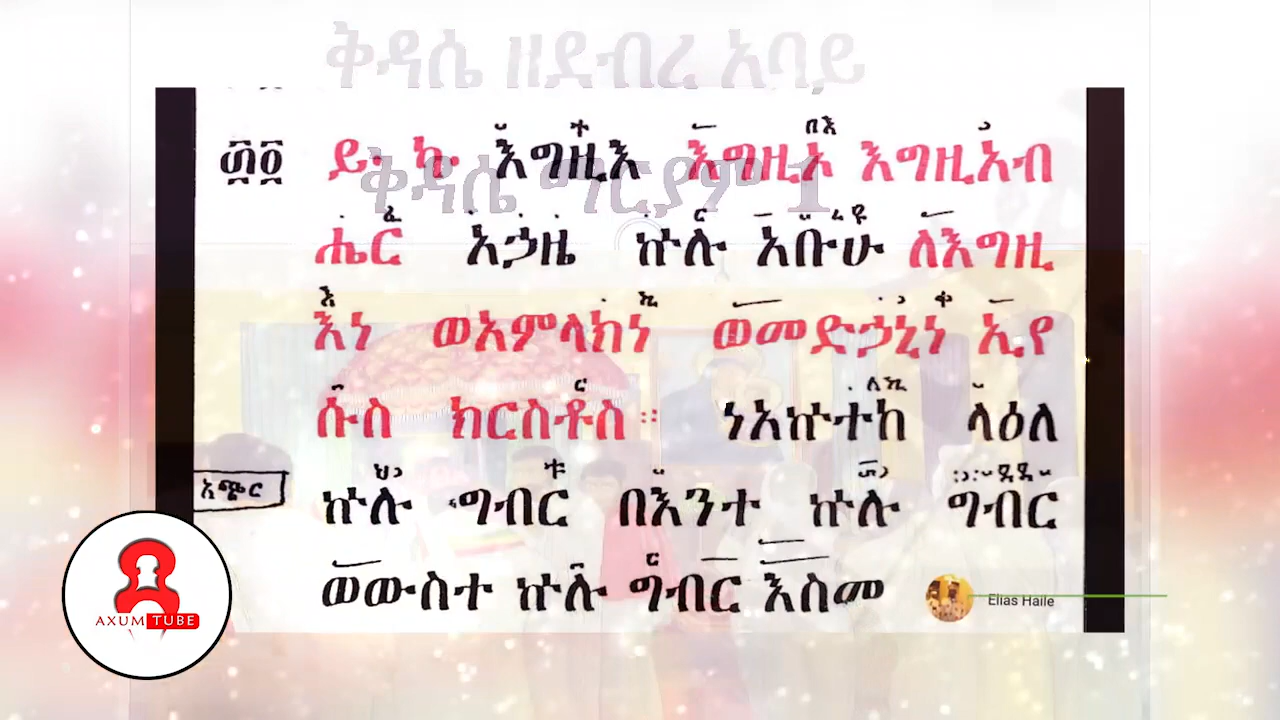 ቅዳሴ ዘደብረ አባይ
ቅዳሴ ማርያም 1
፴፬ ይ· ካ· እግዚእ እግዚአ እግዚአብ
ሔር አኃዜ ኵሉ አቡሁ ለእግዚ
እነ ወአምላክነ ወመድኃኒነ ኢየ
ሱስ ክርስቶስ ፡፡ ነአኵተከ ላዕለ
አጭር
ኵሉ ግብር በእንተ ኵሉ ግብር
ወውስተ ኵሉ ግብር እስመ
AXUM TUBE
Elias Haile